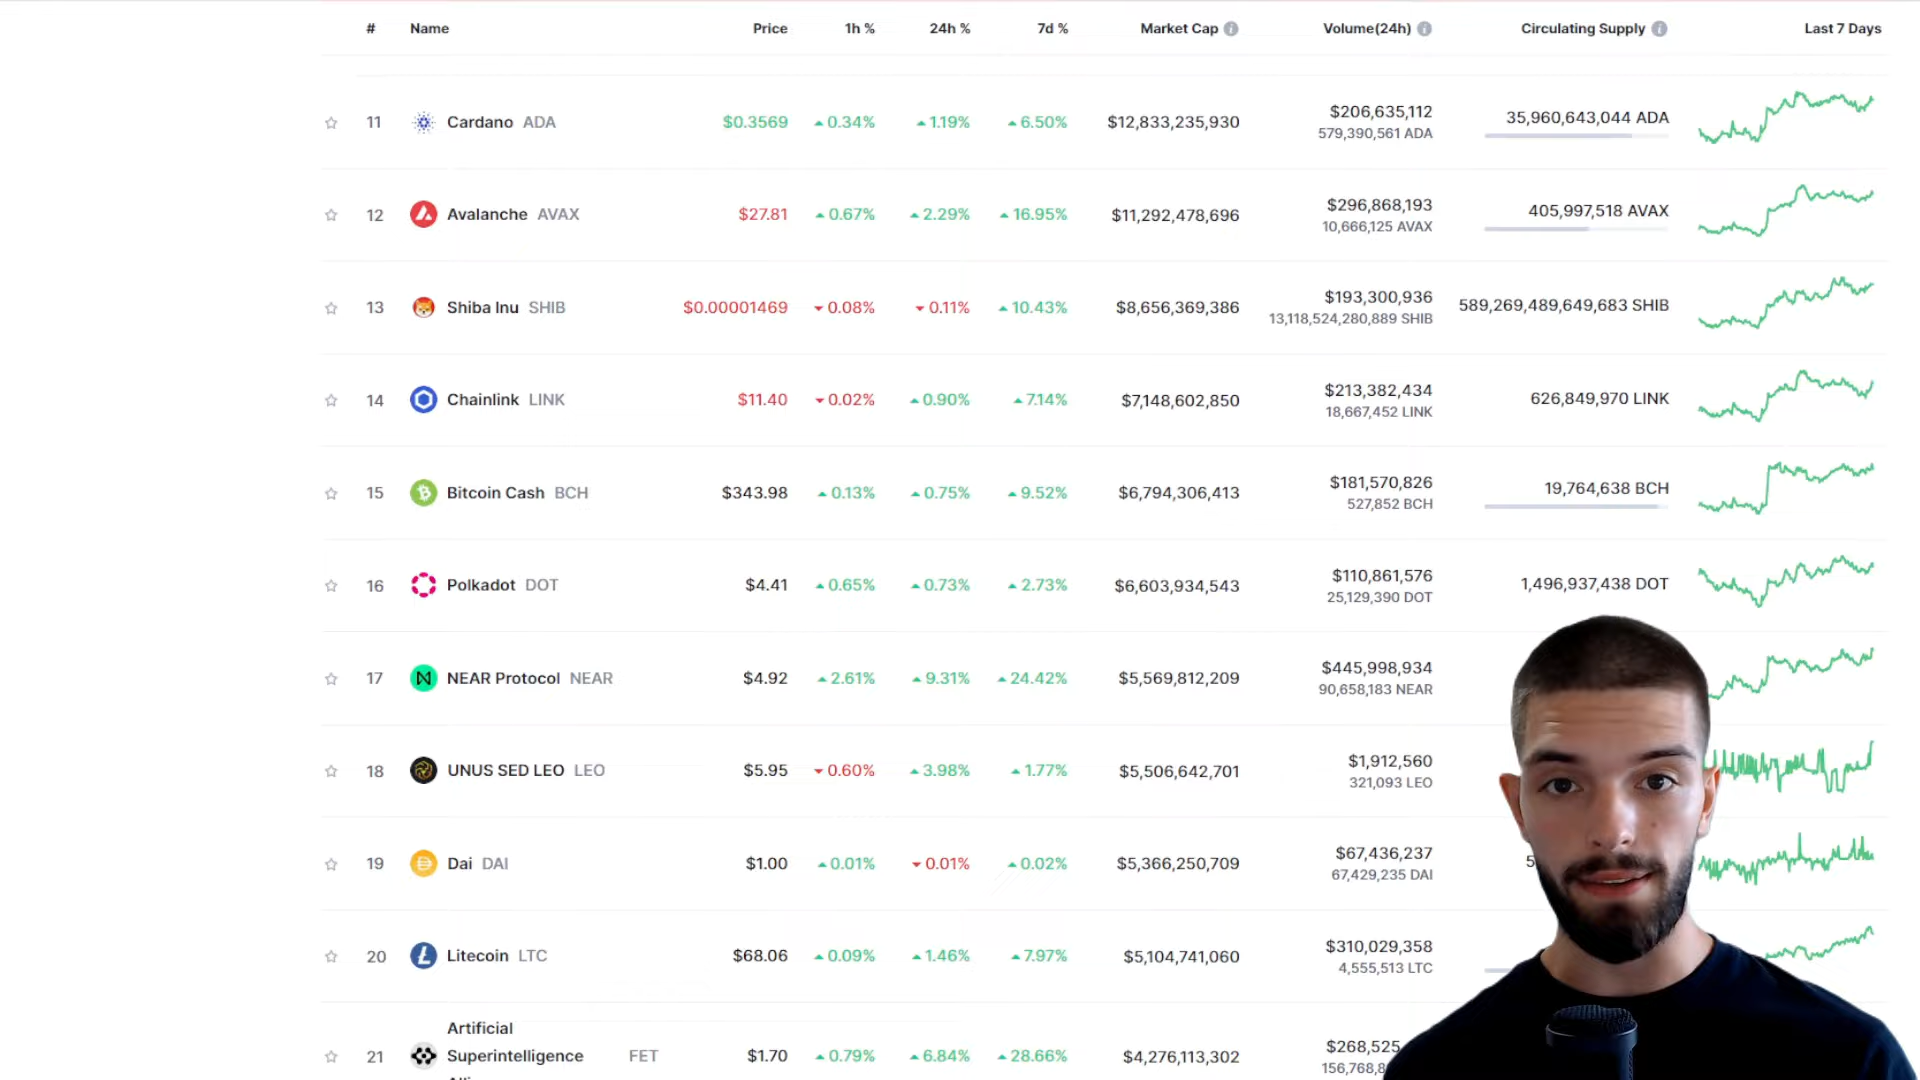 # Name Price 1h % 24h % 7d % Market Cap Volume(24h) Circulating Supply Last 7 Days
11 Cardano ADA $0.3569 0.34% 1.19% 6.50% $12,833,235,930 $206,635,112 35,960,643,044 ADA
579,390,561 ADA
12 Avalanche AVAX $27.81 0.67% 2.29% 16.95% $11,292,478,696 $296,868,193 405,997,518 AVAX
10,666,125 AVAX
13 Shiba Inu SHIB $0.00001469 0.08% 0.11% 10.43% $8,656,369,386 $193,300,936 589,269,489,649,683 SHIB
13,118,524,280,889 SHIB
14 Chainlink LINK $11.40 0.02% 0.90% 7.14% $7,148,602,850 $213,382,434 626,849,970 LINK
18,667,452 LINK
15 Bitcoin Cash BCH $343.98 0.13% 0.75% 9.52% $6,794,306,413 $181,570,826 19,764,638 BCH
527,852 BCH
16 Polkadot DOT $4.41 0.65% 0.73% 2.73% $6,603,934,543 $110,861,576 1,496,937,438 DOT
25,129,390 DOT
17 NEAR Protocol NEAR $4.92 2.61% 9.31% 24.42% $5,569,812,209 $445,998,934
90,658,183 NEAR
18 UNUS SED LEO LEO $5.95 0.60% 3.98% 1.77% $5,506,642,701 $1,912,560
321,093 LEO
19 Dai DAI $1.00 0.01% 0.01% 0.02% $5,366,250,709 $67,436,237 5
67,429,235 DAI
20 Litecoin LTC $68.06 0.09% 1.46% 7.97% $5,104,741,060 $310,029,358
4,555,513 LTC
Artificial
21 Superintelligence FET $1.70 0.79% 6.84% 28.66% $4,276,113,302 $268,525
156,768,8